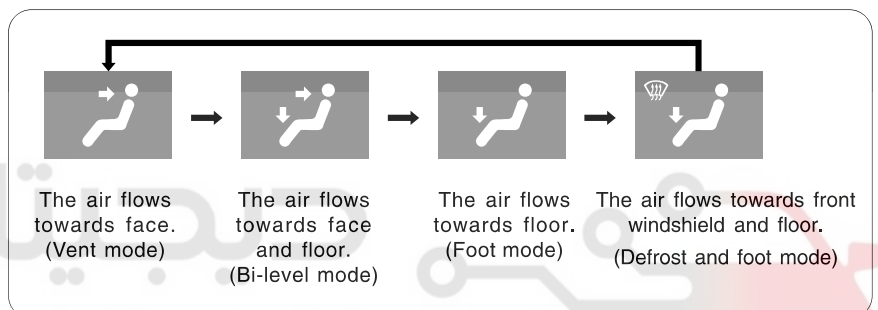 The air flows
towards face.
(Vent mode)
The air flows
towards face
and floor.
(Bi-level mode)
The air flows
towards floor.
(Foot mode)
The air flows towards front
windshield and floor.
(Defrost and foot mode)